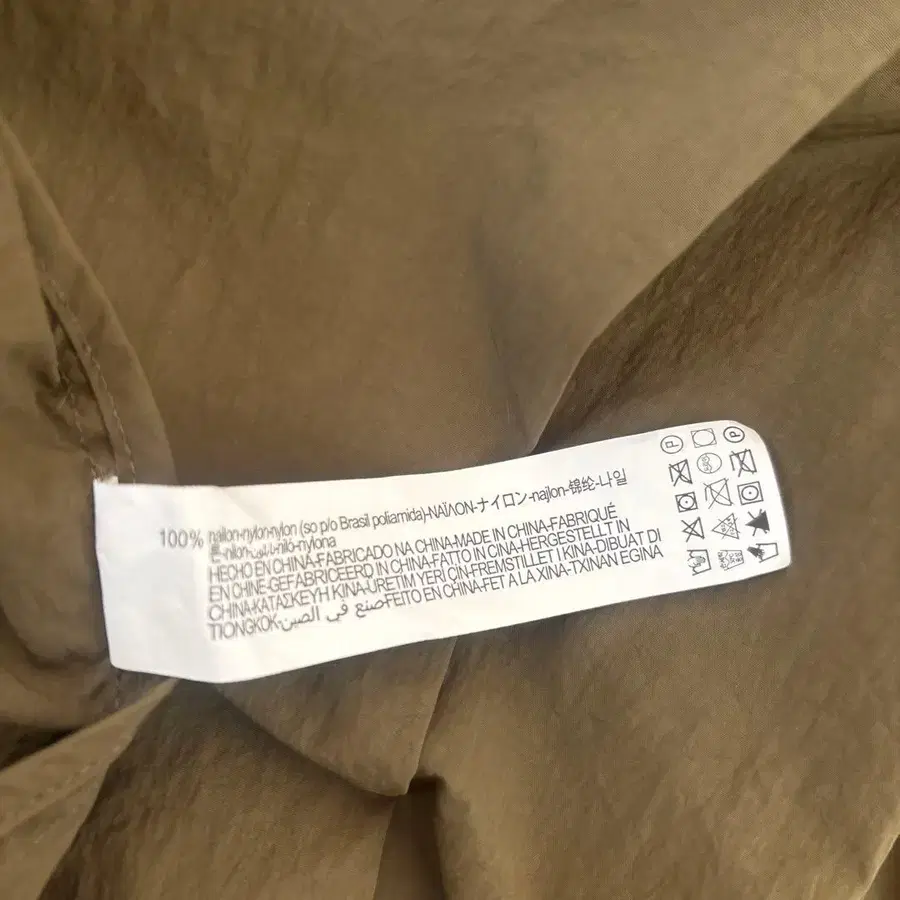 100% nailon-nylon-nylon (so p/o Brasil poliamida)-ΝΑΪΛΟΝ-ナイロン-najlon-锦纶-나일
론-nilon-نايلون-niló-nylona
HECHO EN CHINA-FABRICADO NA CHINA-MADE IN CHINA-FABRIQUÉ
EN CHINE-GEFABRICEERD IN CHINA-FATTO IN CINA-HERGESTELLT IN
CHINA-ΚΑΤΑΣΚΕΥΗ ΚΙΝΑ-ÜRETIM YERI ÇIN-FREMSTILLET I KINA-DIBUAT DI
TIONGKOK-صنع في الصين-FEITO EN CHINA-FET A LA XINA-TXINAN EGINA
P P